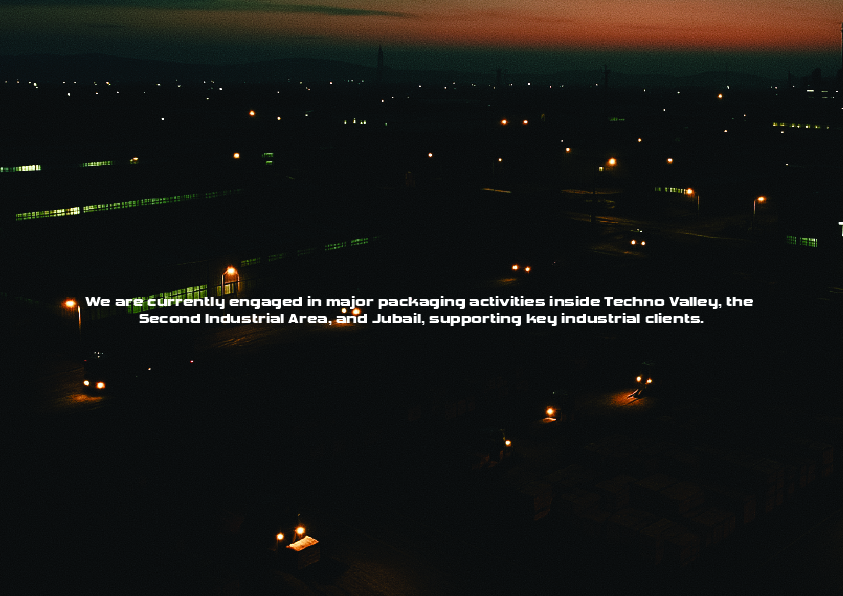 We are currently engaged in major packaging activities inside Techno Valley, the
Second Industrial Area, and Jubail, supporting key industrial clients.